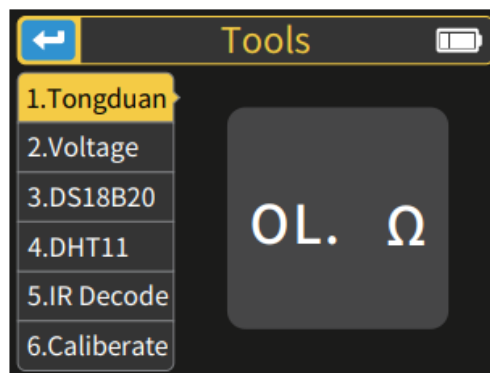 Tools
1.Tongduan
2.Voltage
3.DS18B20
4.DHT11
5.IR Decode
6.Caliberate
OL. Ω